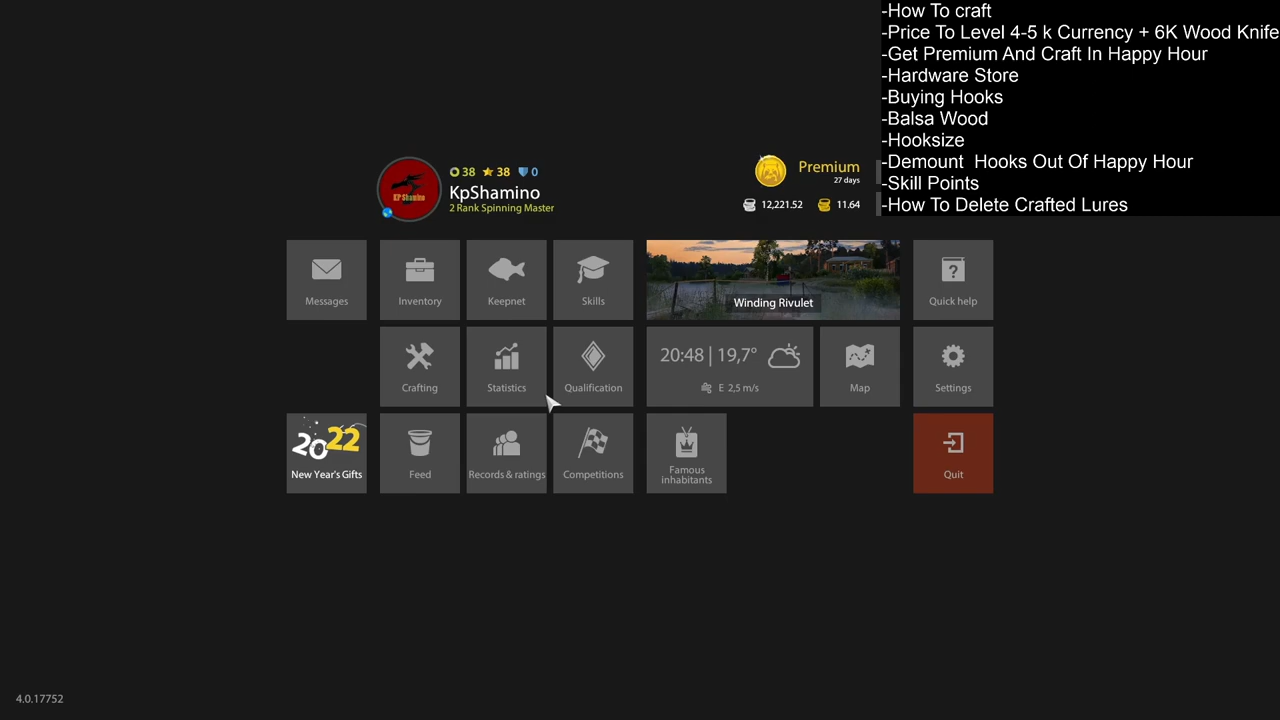 -How To craft
-Price To Level 4-5 k Currency + 6K Wood Knife
-Get Premium And Craft In Happy Hour
-Hardware Store
-Buying Hooks
-Balsa Wood
-Hooksize
-Demount Hooks Out Of Happy Hour
-Skill Points
-How To Delete Crafted Lures
38 38 0
KpShamino
2 Rank Spinning Master
KP Shamino
Premium
27 days
12,221.52 11.64
Messages
Inventory
Keepnet
Skills
Winding Rivulet
Quick help
Crafting
Statistics
Qualification
20:48 | 19,7°
E 2,5 m/s
Map
Settings
2022
New Year's Gifts
Feed
Records & ratings
Competitions
Famous
inhabitants
Quit
4.0.17752